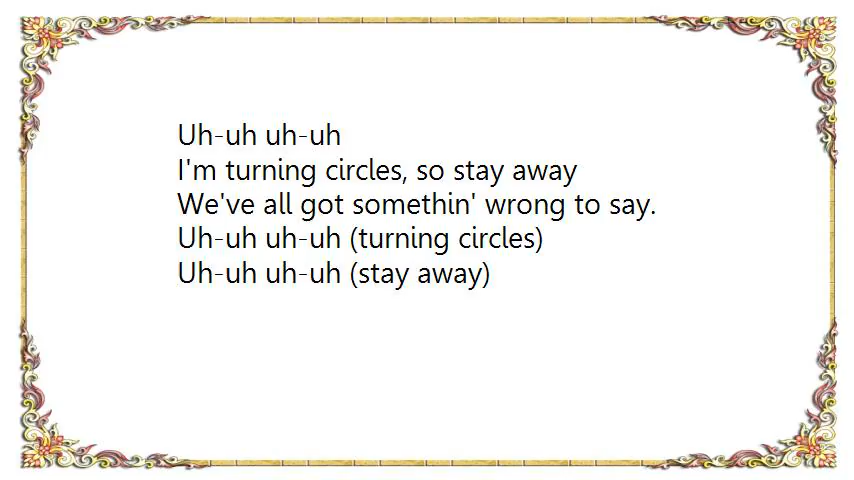 Uh-uh uh-uh
I'm turning circles, so stay away
We've all got somethin' wrong to say.
Uh-uh uh-uh (turning circles)
Uh-uh uh-uh (stay away)